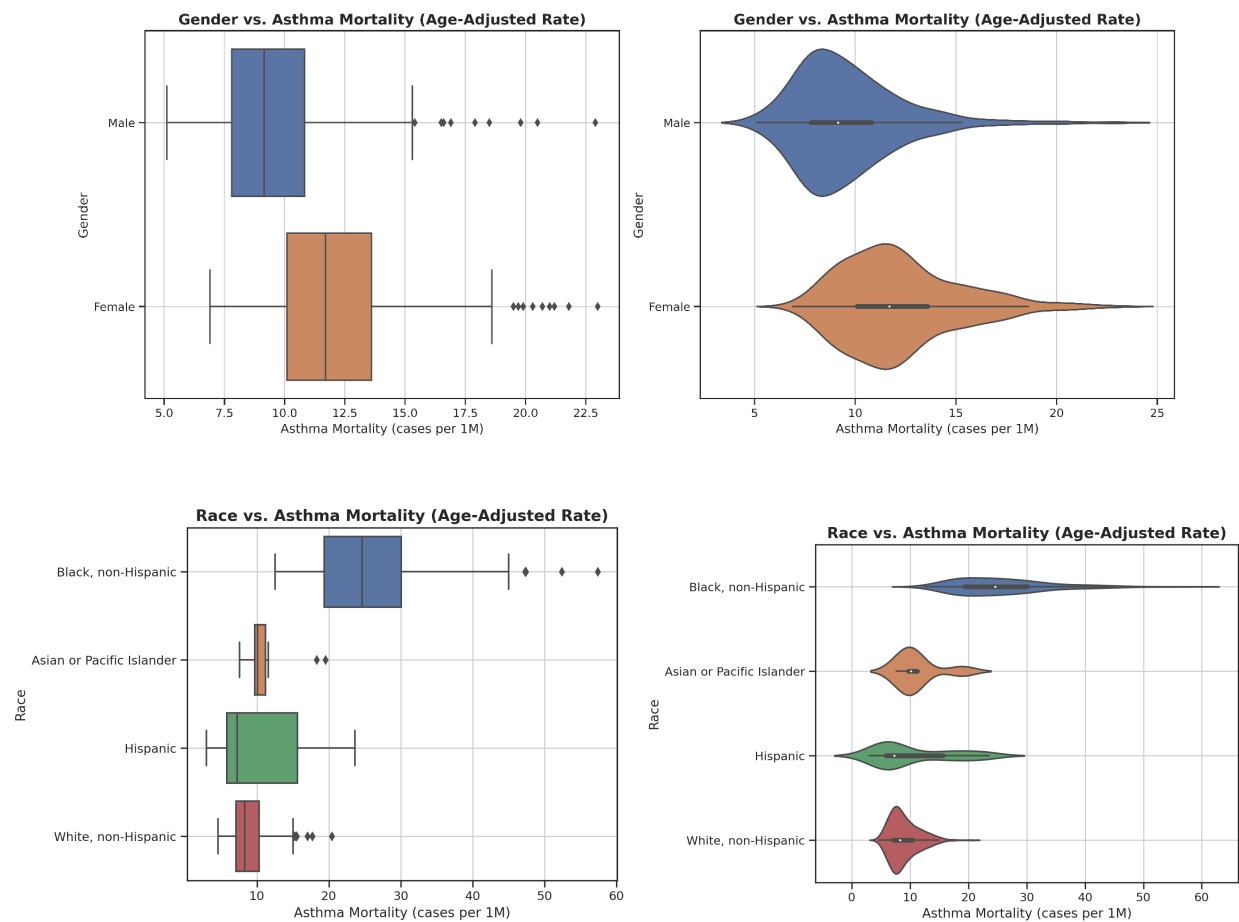 Gender vs. Asthma Mortality (Age-Adjusted Rate)
Male
Female
Gender
5.0 7.5 10.0 12.5 15.0 17.5 20.0 22.5
Asthma Mortality (cases per 1M)
Gender vs. Asthma Mortality (Age-Adjusted Rate)
Male
Female
Gender
5 10 15 20 25
Asthma Mortality (cases per 1M)
Race vs. Asthma Mortality (Age-Adjusted Rate)
Black, non-Hispanic
Asian or Pacific Islander
Hispanic
White, non-Hispanic
Race
10 20 30 40 50 60
Asthma Mortality (cases per 1M)
Race vs. Asthma Mortality (Age-Adjusted Rate)
Black, non-Hispanic
Asian or Pacific Islander
Hispanic
White, non-Hispanic
Race
0 10 20 30 40 50 60
Asthma Mortality (cases per 1M)